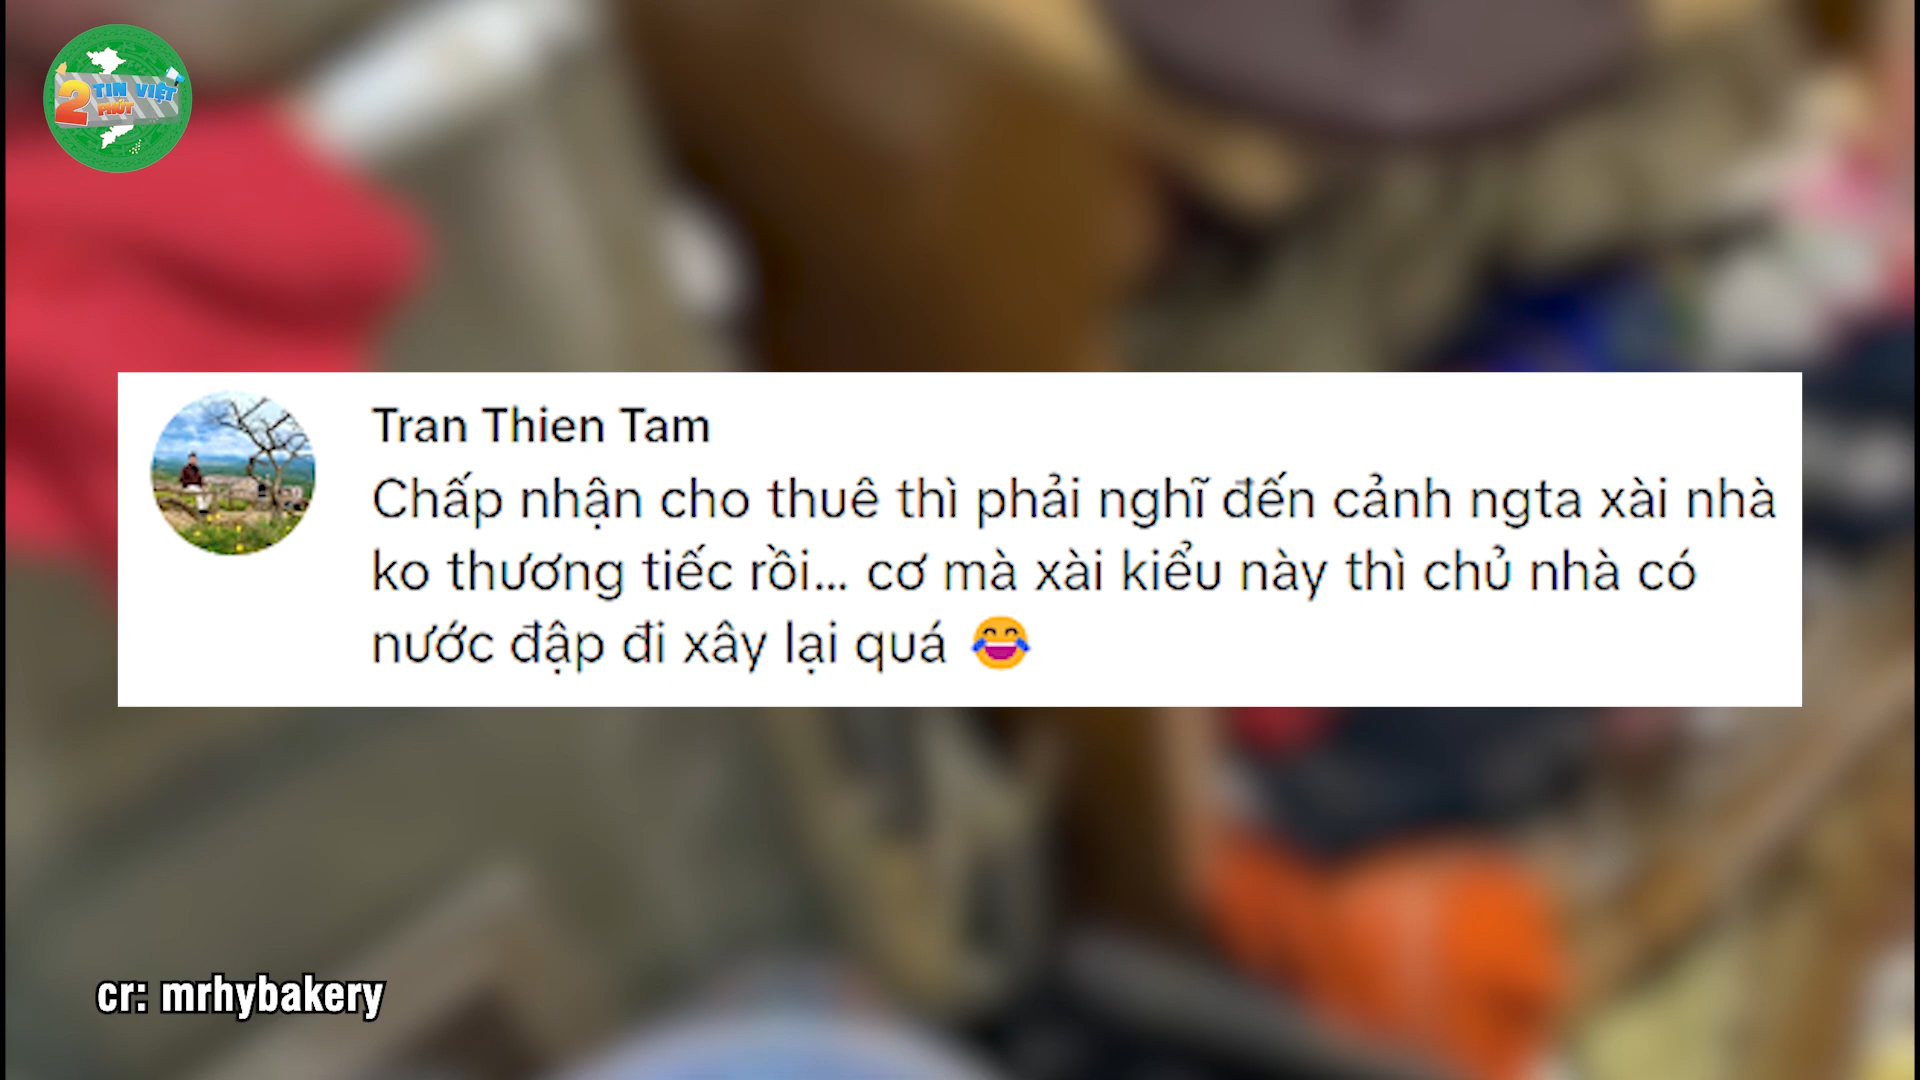 2 TIN VIỆT
PHÚT
Tran Thien Tam
Chấp nhận cho thuê thì phải nghĩ đến cảnh ngta xài nhà
ko thương tiếc rồi... cơ mà xài kiểu này thì chủ nhà có
nước đập đi xây lại quá 😂
cr: mrhybakery